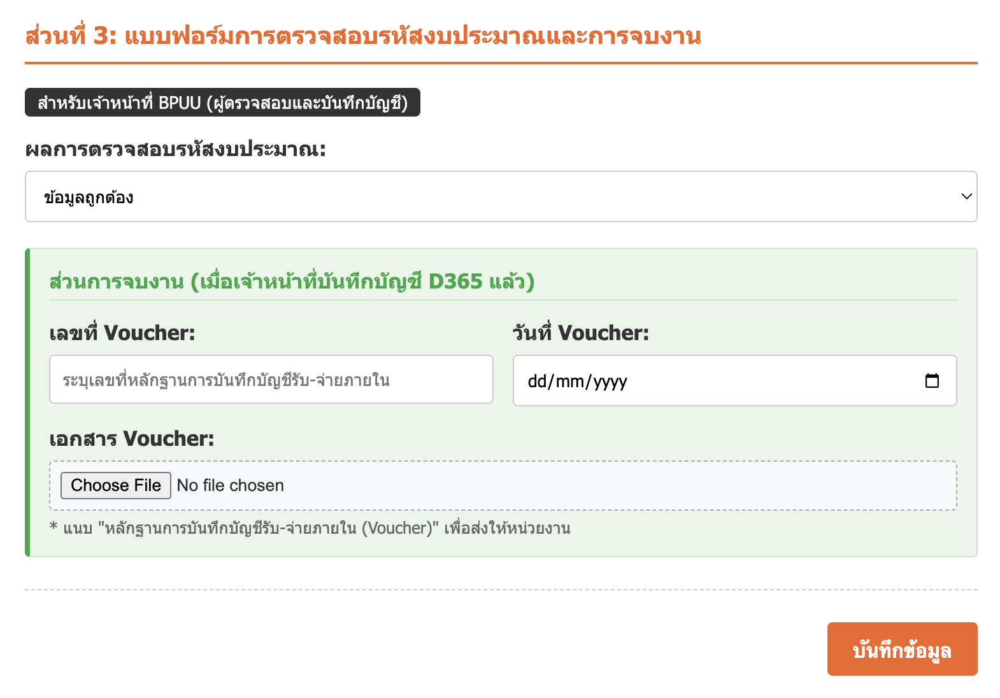 ส่วนที่ 3: แบบฟอร์มการตรวจสอบรหัสงบประมาณและการจบงาน
สำหรับเจ้าหน้าที่ BPUU (ผู้ตรวจสอบและบันทึกบัญชี)
ผลการตรวจสอบรหัสงบประมาณ:
ข้อมูลถูกต้อง
ส่วนการจบงาน (เมื่อเจ้าหน้าที่บันทึกบัญชี D365 แล้ว)
เลขที่ Voucher:
วันที่ Voucher:
ระบุเลขที่หลักฐานการบันทึกบัญชีรับ-จ่ายภายใน
dd/mm/yyyy
เอกสาร Voucher:
Choose File No file chosen
* แนบ "หลักฐานการบันทึกบัญชีรับ-จ่ายภายใน (Voucher)" เพื่อส่งให้หน่วยงาน
บันทึกข้อมูล